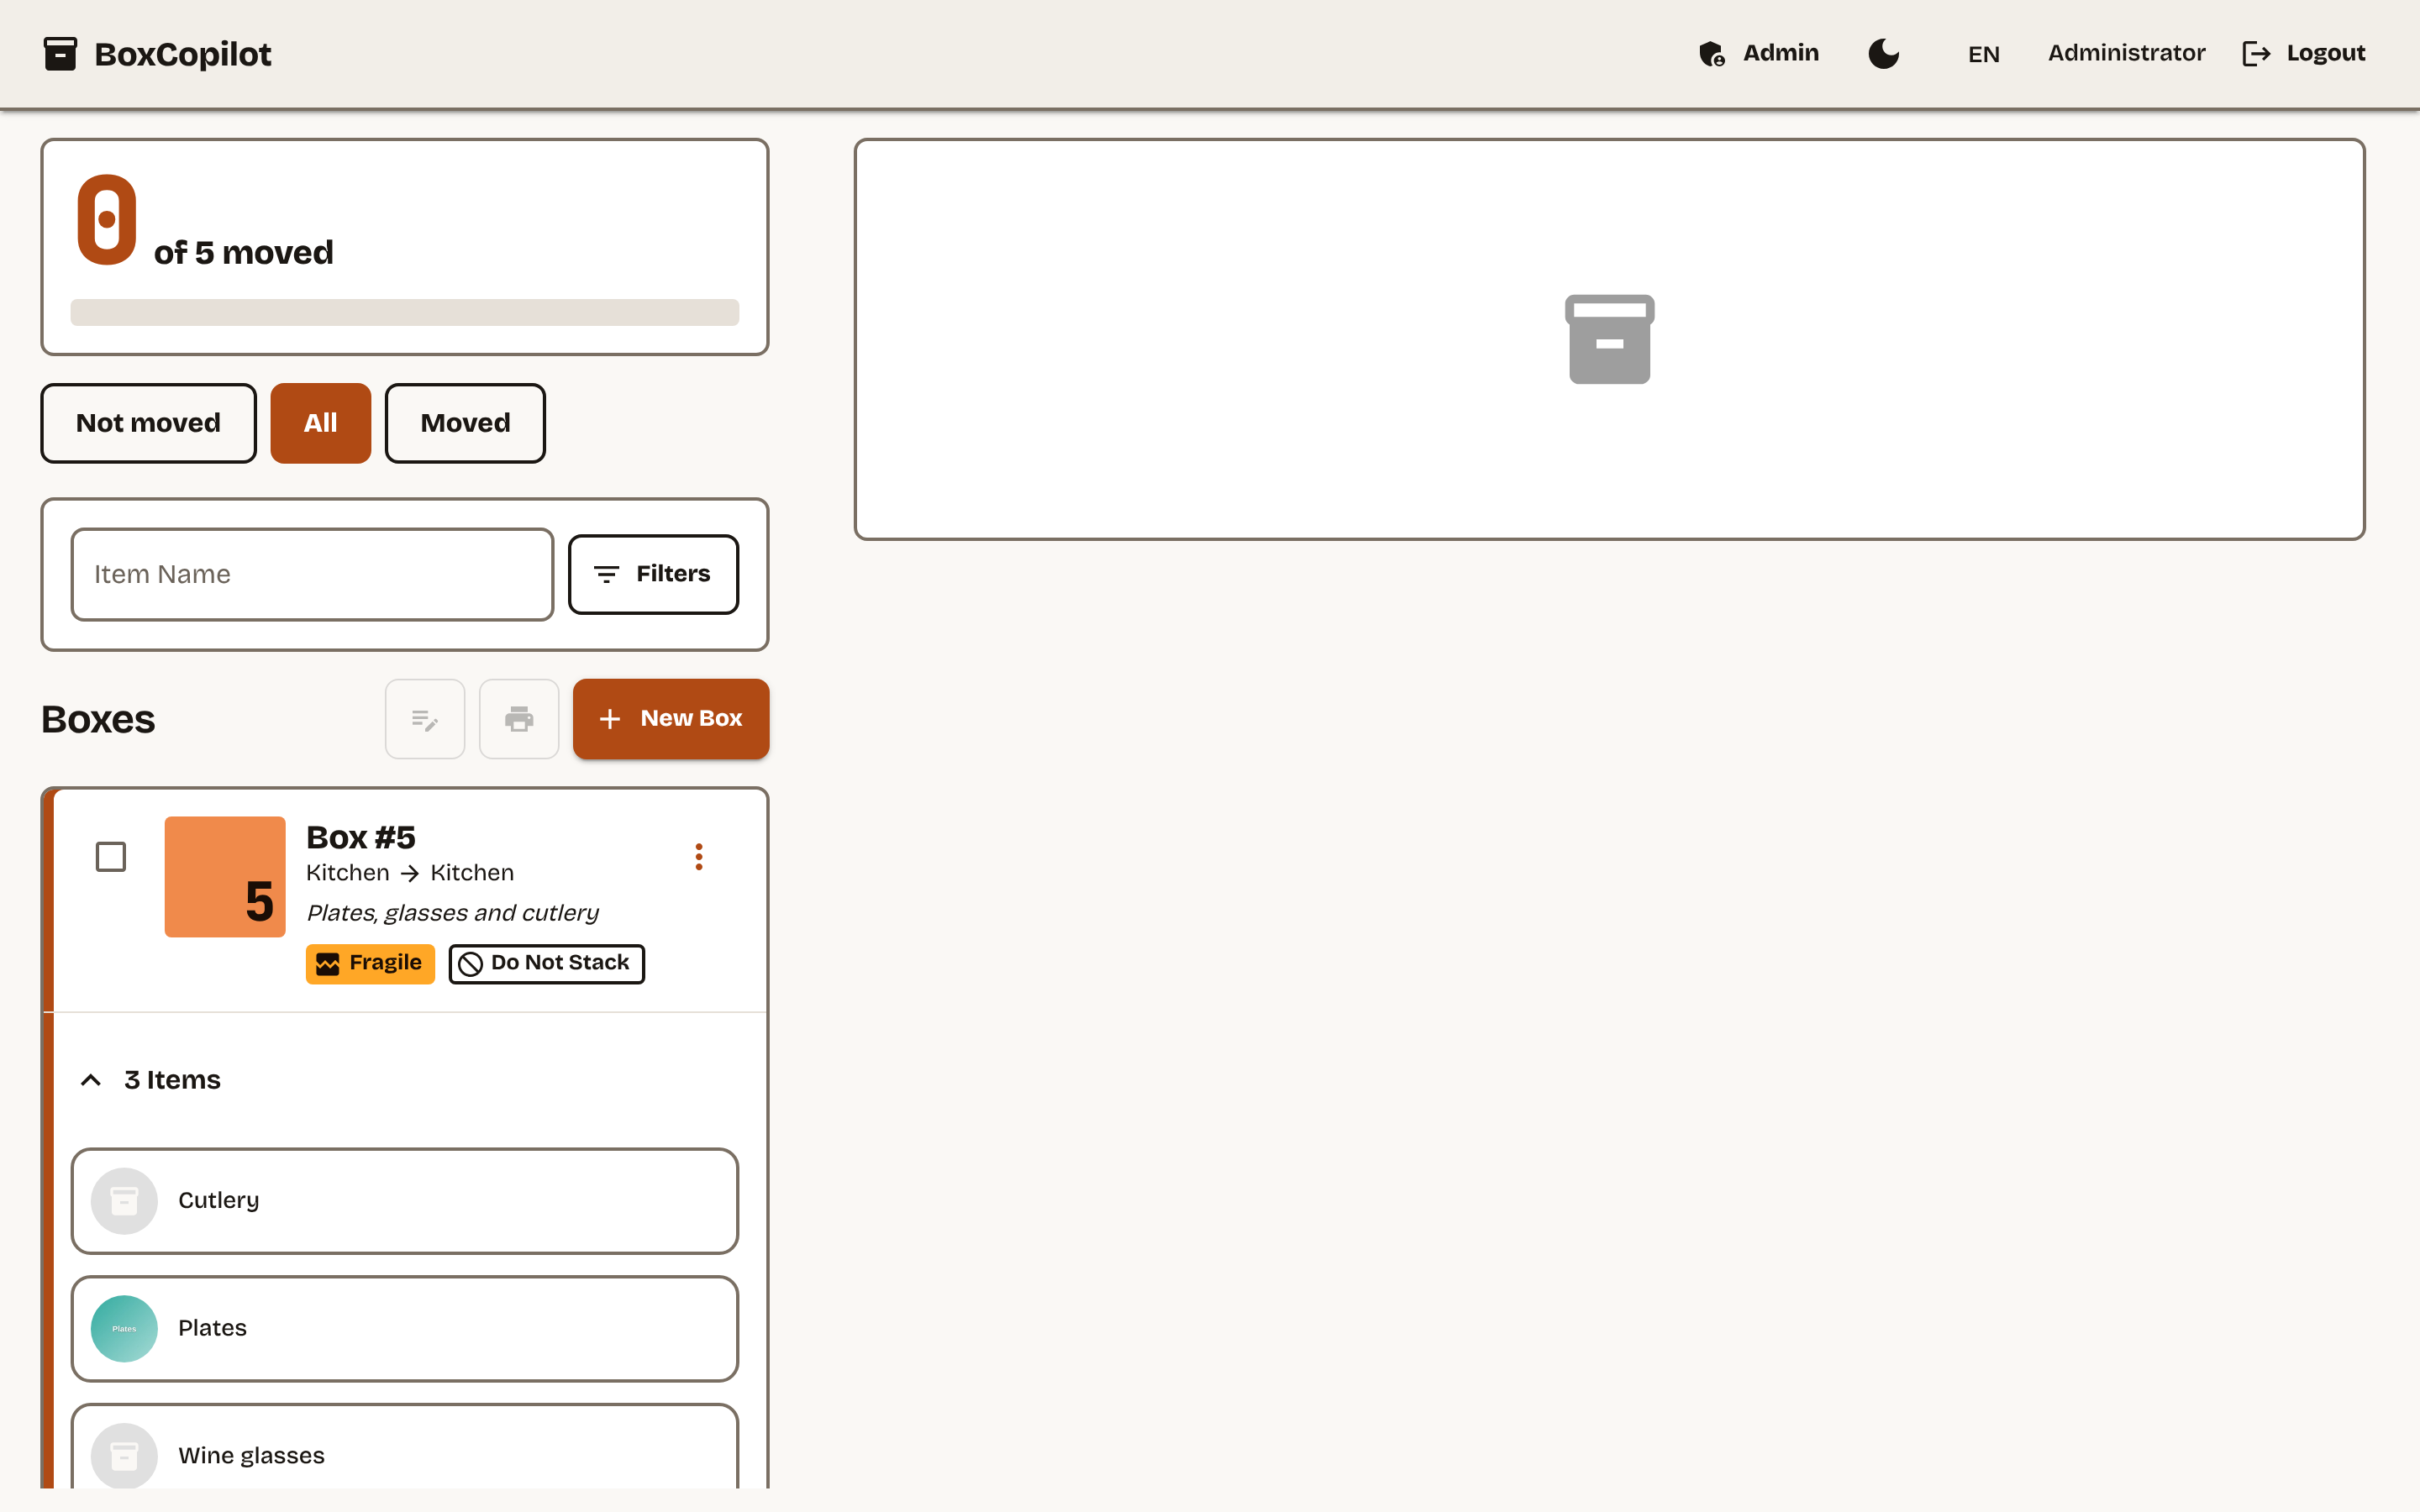 BoxCopilot
Admin
EN
Administrator
Logout
0 of 5 moved
Not moved
All
Moved
Item Name
Filters
Boxes
New Box
5
Box #5
Kitchen → Kitchen
Plates, glasses and cutlery
Fragile
Do Not Stack
3 Items
Cutlery
Plates
Plates
Wine glasses